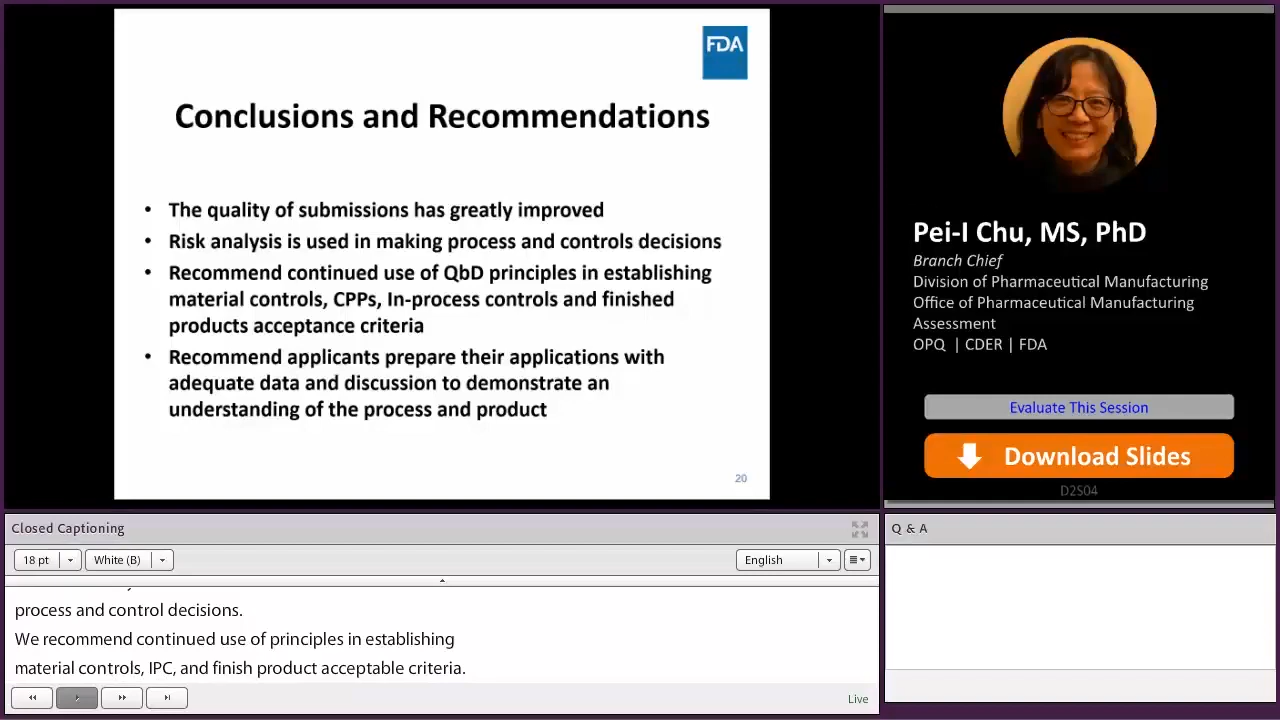 FDA
Conclusions and Recommendations
• The quality of submissions has greatly improved
• Risk analysis is used in making process and controls decisions
• Recommend continued use of QbD principles in establishing
material controls, CPPs, In-process controls and finished
products acceptance criteria
• Recommend applicants prepare their applications with
adequate data and discussion to demonstrate an
understanding of the process and product
20
Pei-I Chu, MS, PhD
Branch Chief
Division of Pharmaceutical Manufacturing
Office of Pharmaceutical Manufacturing
Assessment
OPQ | CDER | FDA
Evaluate This Session
Download Slides
D2S04
Closed Captioning
18 pt
White (B)
English
process and control decisions.
We recommend continued use of principles in establishing
material controls, IPC, and finish product acceptable criteria.
Live
Q & A